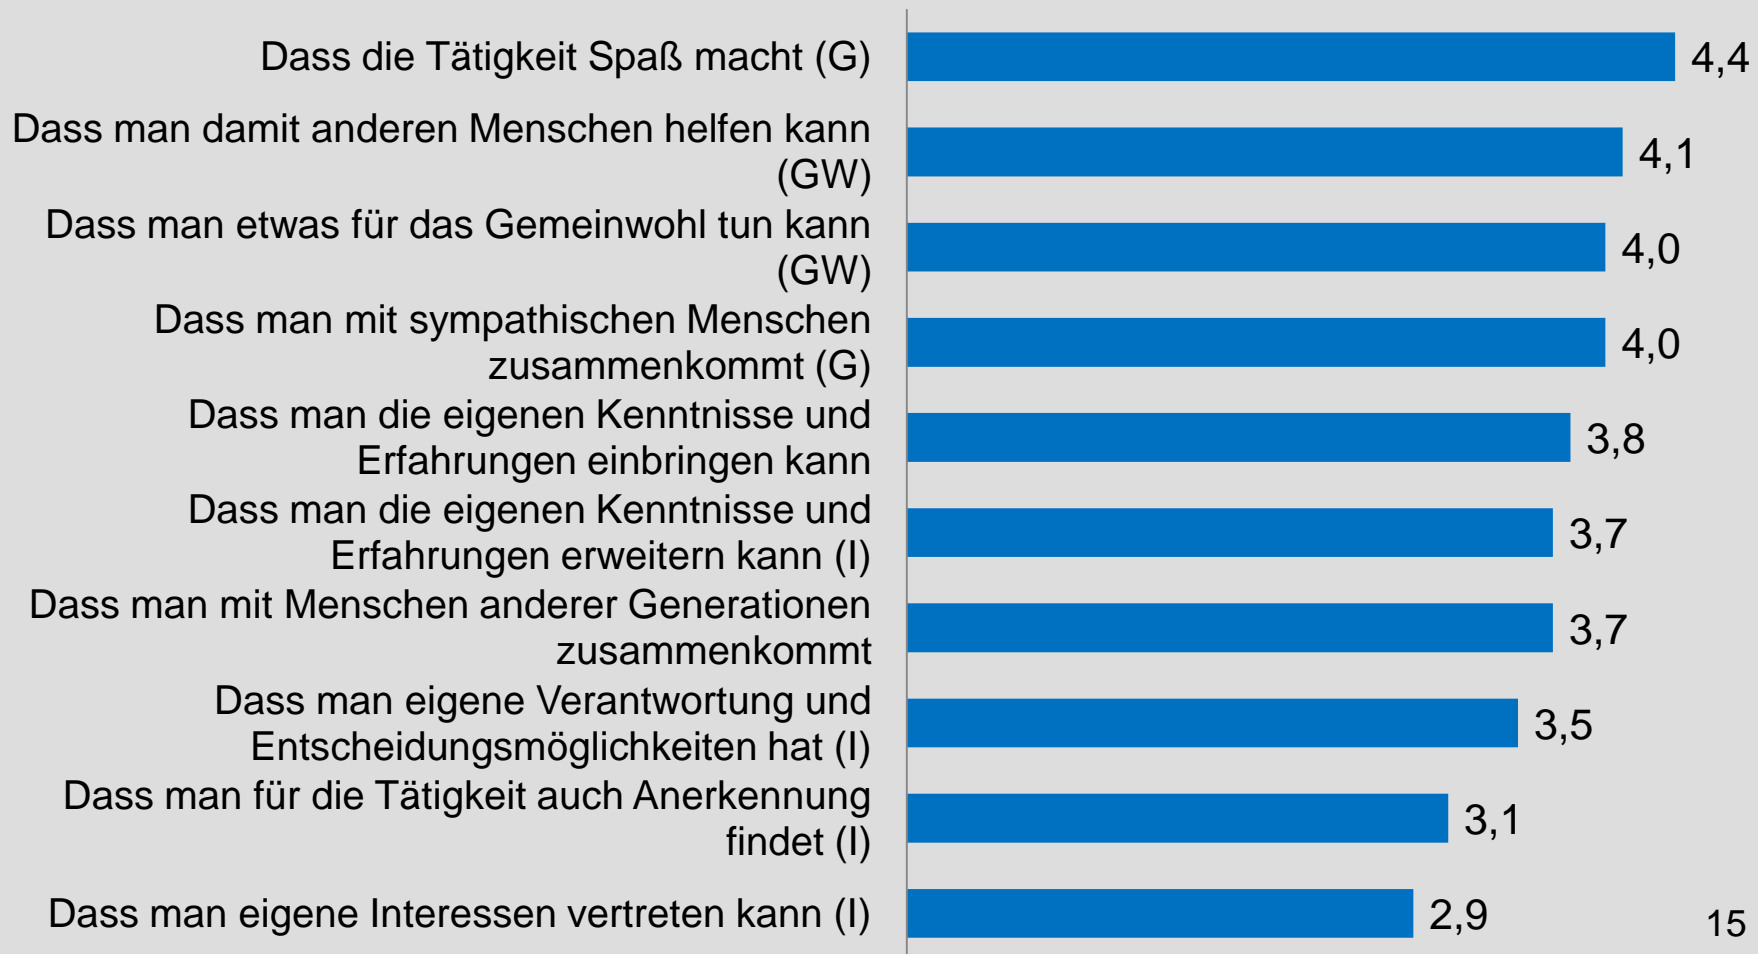 Dass die Tätigkeit Spaß macht (G)
4,4
Dass man damit anderen Menschen helfen kann
(GW)
4,1
Dass man etwas für das Gemeinwohl tun kann
(GW)
4,0
Dass man mit sympathischen Menschen
zusammenkommt (G)
4,0
Dass man die eigenen Kenntnisse und
Erfahrungen einbringen kann
3,8
Dass man die eigenen Kenntnisse und
Erfahrungen erweitern kann (I)
3,7
Dass man mit Menschen anderer Generationen
zusammenkommt
3,7
Dass man eigene Verantwortung und
Entscheidungsmöglichkeiten hat (I)
3,5
Dass man für die Tätigkeit auch Anerkennung
findet (I)
3,1
Dass man eigene Interessen vertreten kann (I)
2,9
15